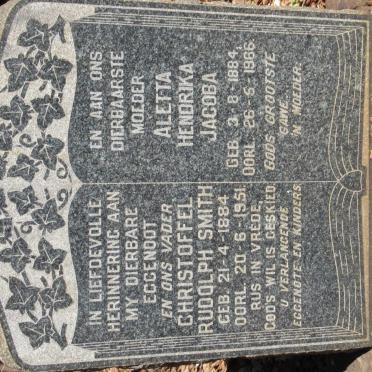 IN LIEFDEVOLLE
HERINNERING AAN
MY DIERBARE
EGGENOOT
EN ONS VADER
CHRISTOFFEL
RUDOLPH SMITH
GEB. 21-4-1884
OORL. 20-6-1951.
RUS IN VREDE,
GOD'S WIL IS BESLIED,
U VERLANGENDE
EGGENOTE EN KINDERS
EN AAN ONS
DIERBAARSTE
MOEDER
ALETTA
HENDRIKA
JACOBA
GEB. 3-8-1884,
OORL. 26-5-1966.
GODS GROOTSTE
GAWE,
'N MOEDER.